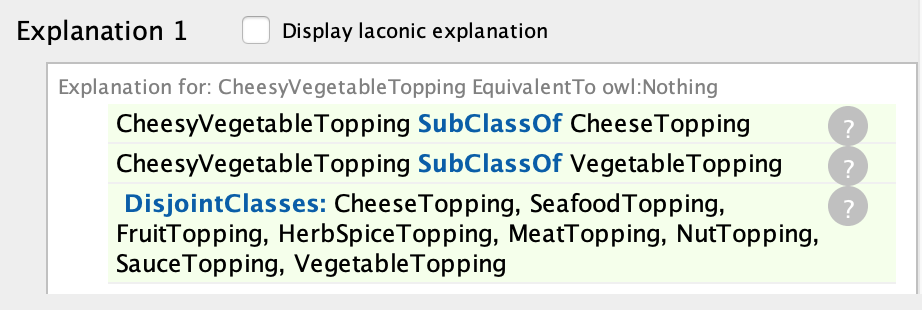 Explanation 1
Display laconic explanation
Explanation for: CheesyVegetableTopping EquivalentTo owl:Nothing
CheesyVegetableTopping SubClassOf CheeseTopping ?
CheesyVegetableTopping SubClassOf VegetableTopping ?
DisjointClasses: CheeseTopping, SeafoodTopping, ?
FruitTopping, HerbSpiceTopping, MeatTopping, NutTopping,
SauceTopping, VegetableTopping